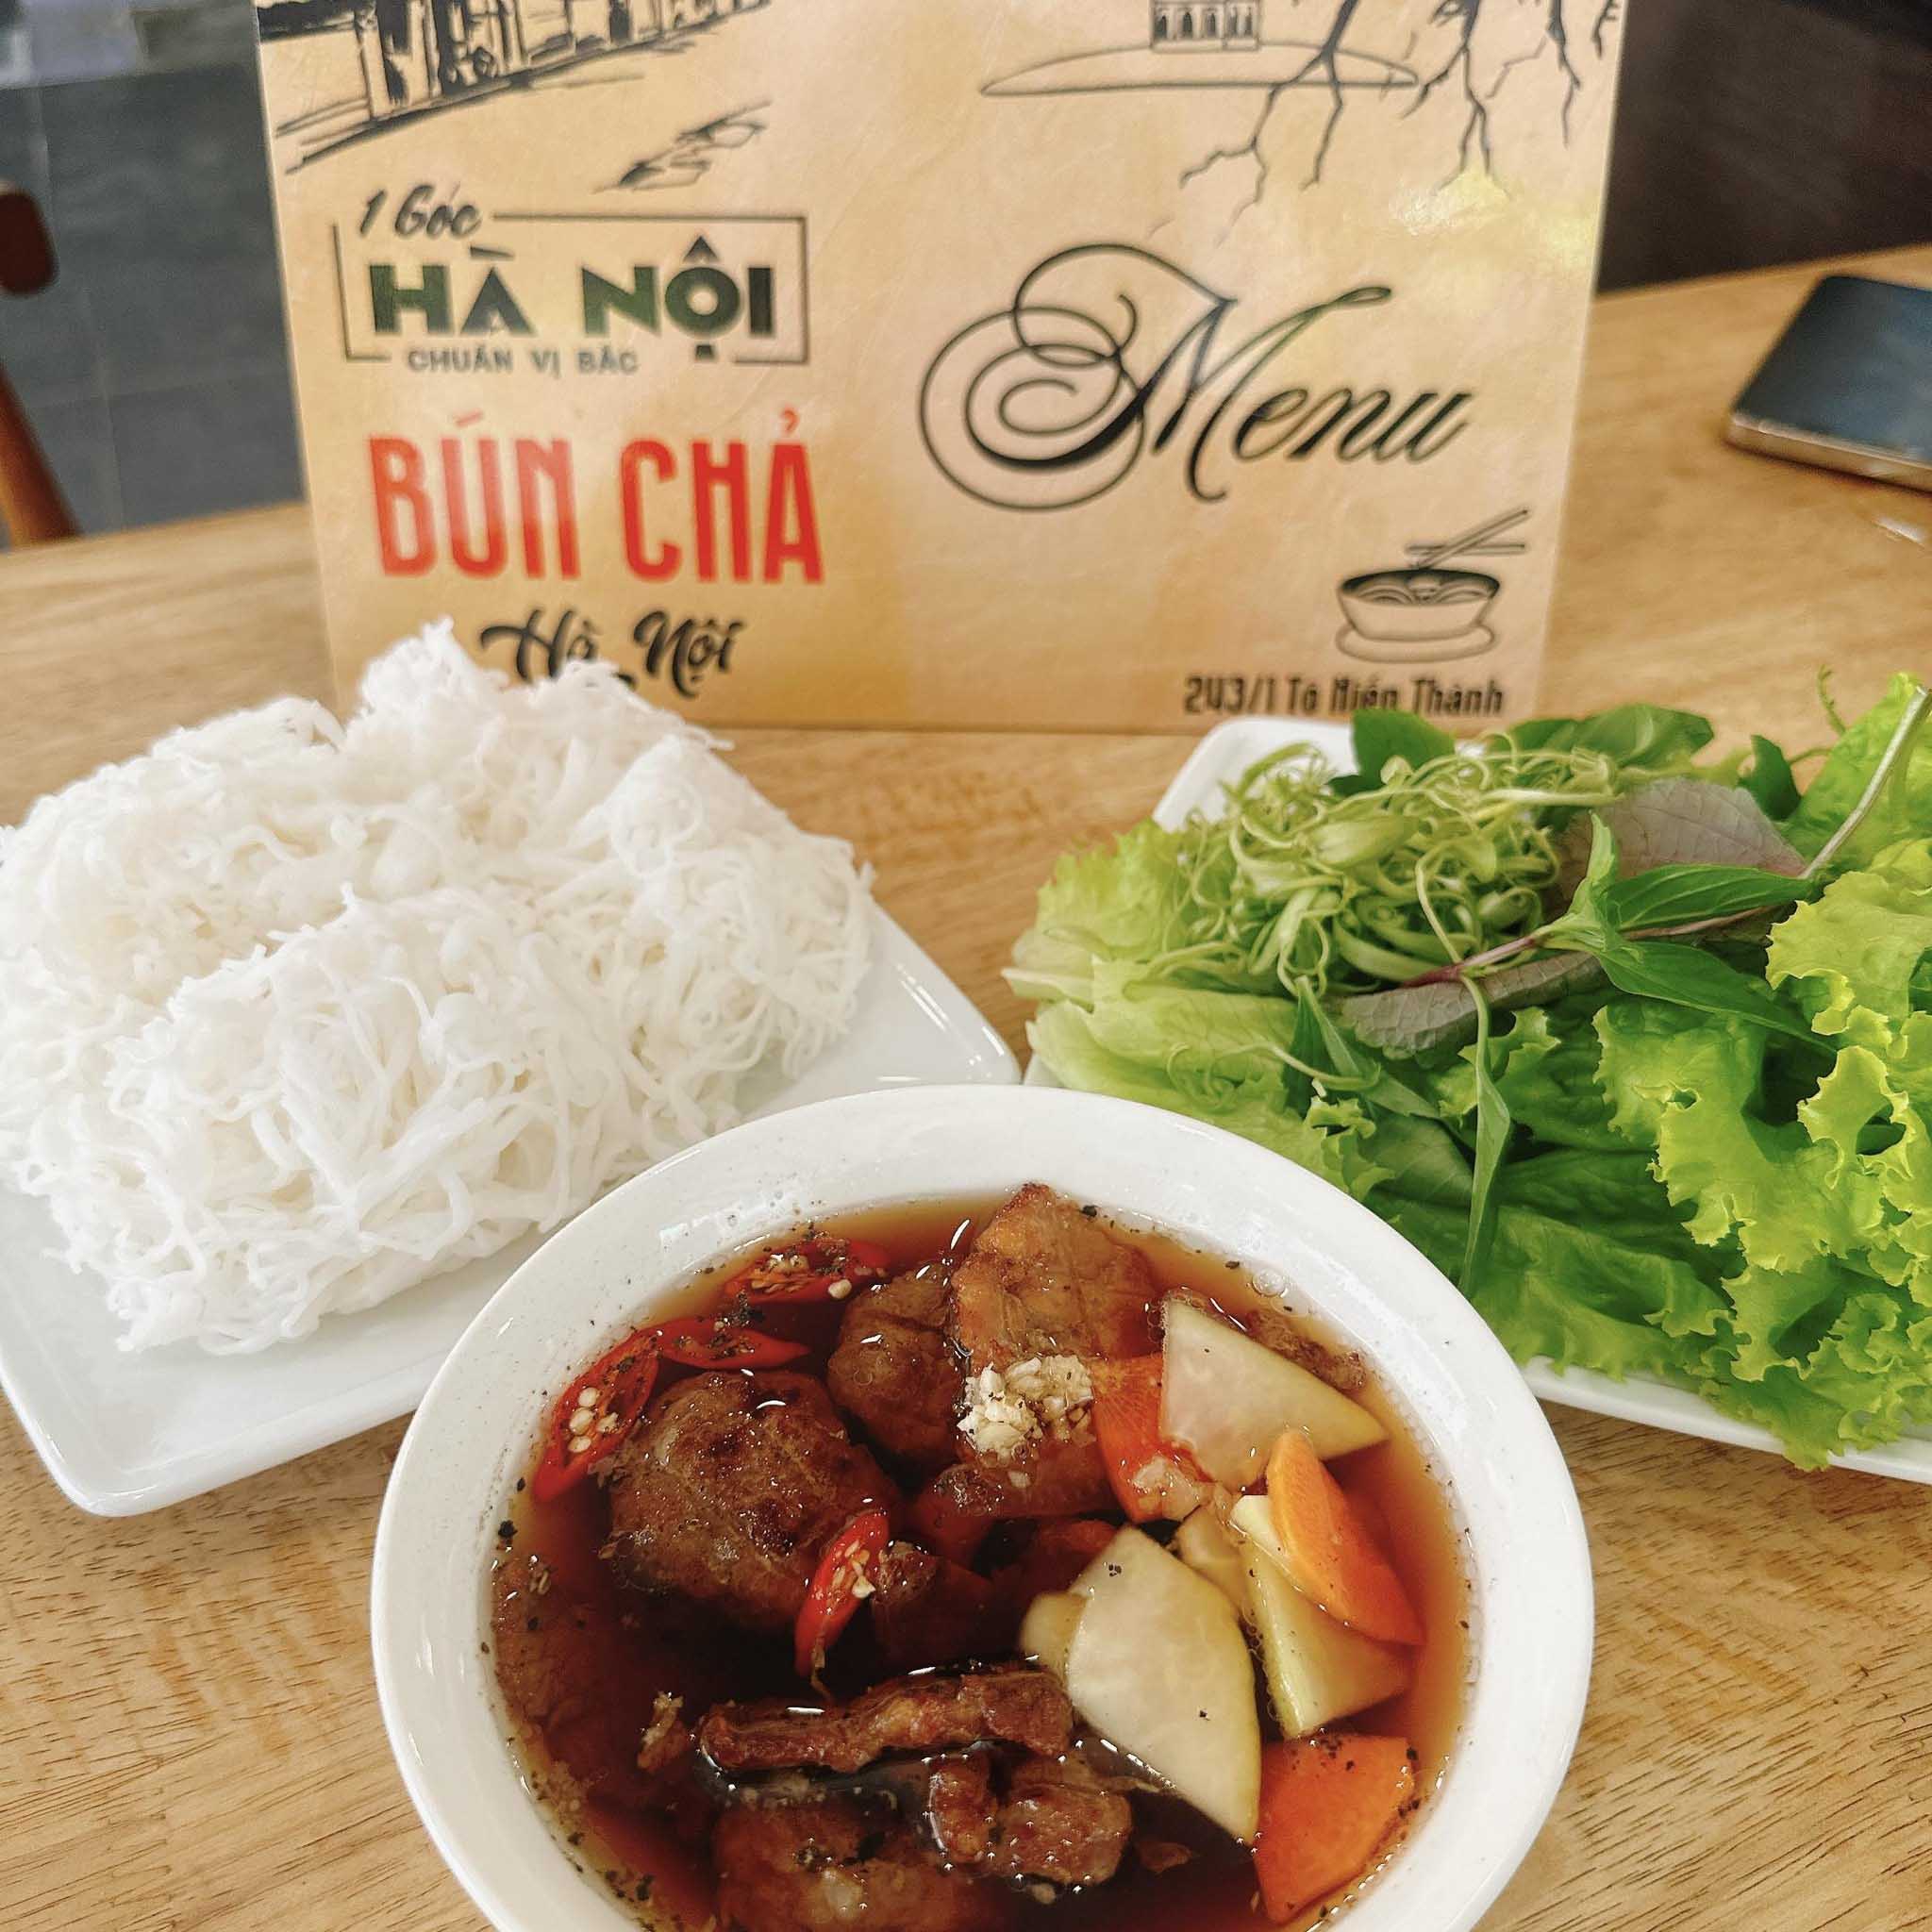 1 Góc
HÀ NỘI
CHUẨN VỊ BẮC
BÚN CHẢ
Hà Nội
Menu
243/1 Tô Hiến Thành